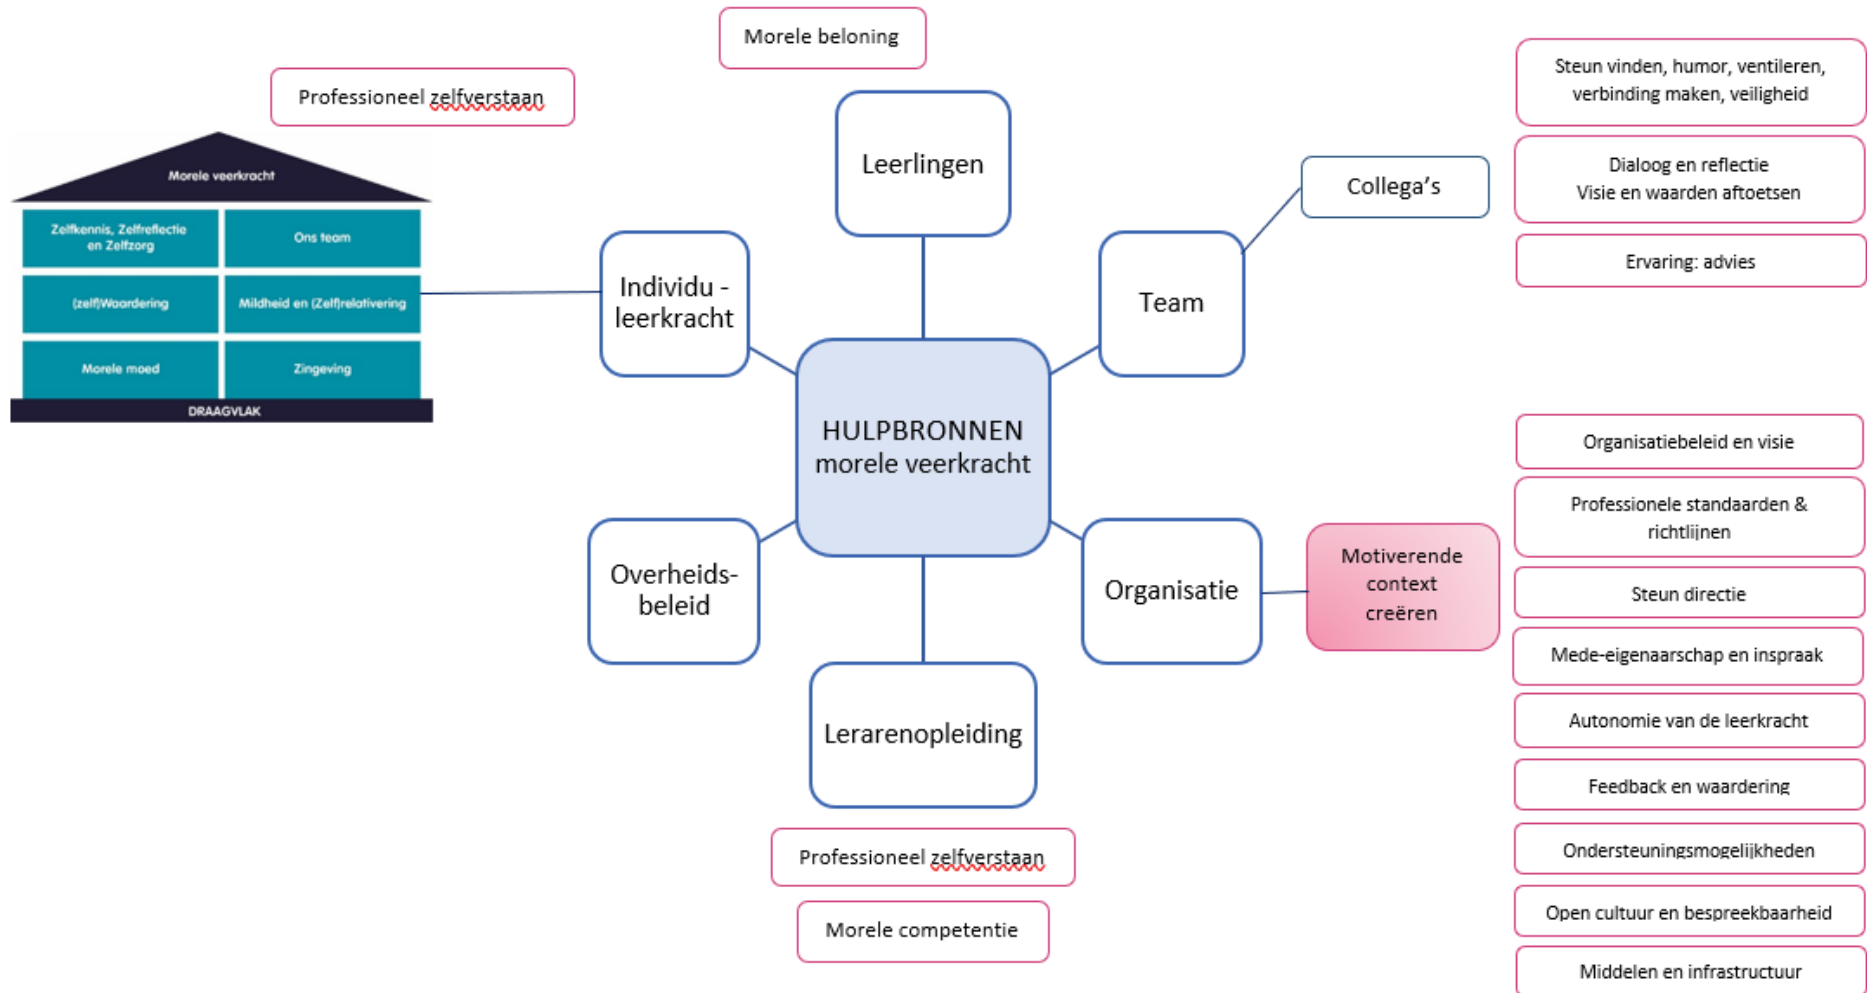 Morele beloning
Professioneel zelfverstaan
Morele veerkracht
Zelfkennis, Zelfreflectie
en Zelfzorg
Ons team
(zelf)Waardering
Mildheid en (Zelf)relativering
Morele moed
Zingeving
DRAAGVLAK
Individu -
leerkracht
Leerlingen
Team
Collega's
Steun vinden, humor, ventileren,
verbinding maken, veiligheid
Dialoog en reflectie
Visie en waarden aftoetsen
Ervaring: advies
HULPBRONNEN
morele veerkracht
Overheids-
beleid
Lerarenopleiding
Professioneel zelfverstaan
Morele competentie
Organisatie
Motiverende
context
creëren
Organisatiebeleid en visie
Professionele standaarden &
richtlijnen
Steun directie
Mede-eigenaarschap en inspraak
Autonomie van de leerkracht
Feedback en waardering
Ondersteuningsmogelijkheden
Open cultuur en bespreekbaarheid
Middelen en infrastructuur